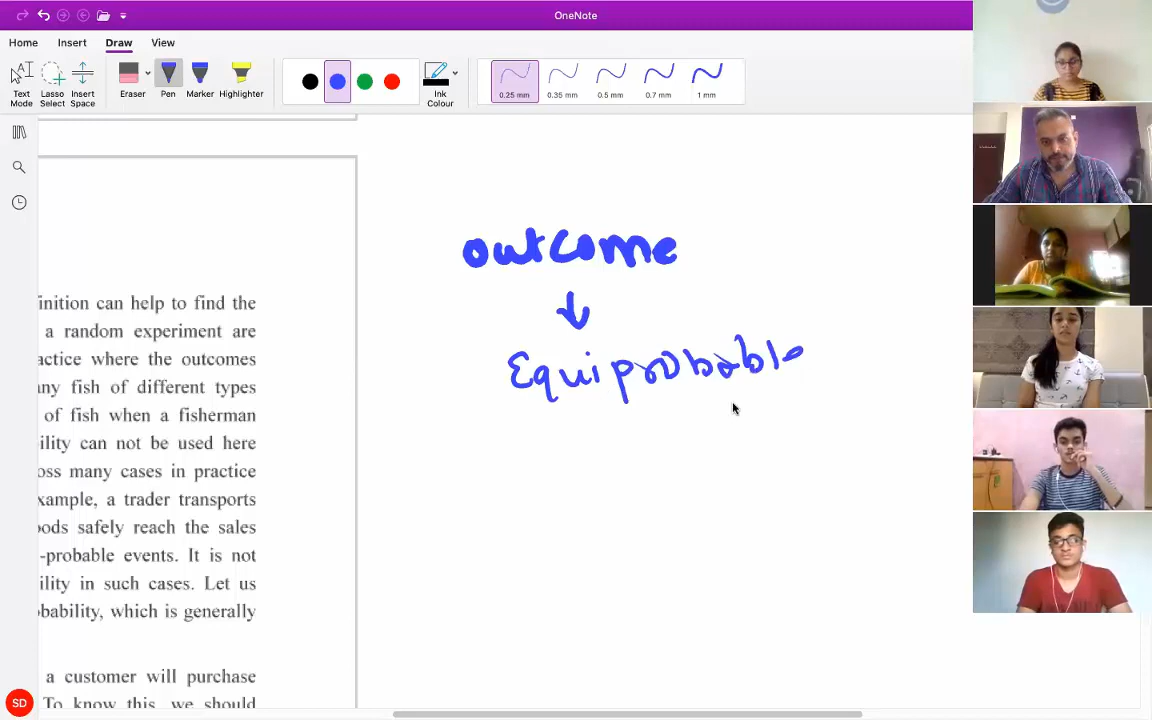 OneNote
Home Insert Draw View
Text Mode Lasso Select Insert Space Eraser Pen Marker Highlighter Ink Colour 0.25 mm 0.35 mm 0.5 mm 0.7 mm 1 mm
outcome
↓
Equiprobable
inition can help to find the
a random experiment are
actice where the outcomes
any fish of different types
of fish when a fisherman
ility can not be used here
oss many cases in practice
xample, a trader transports
oods safely reach the sales
-probable events. It is not
ility in such cases. Let us
obability, which is generally
a customer will purchase
To know this, we should
SD